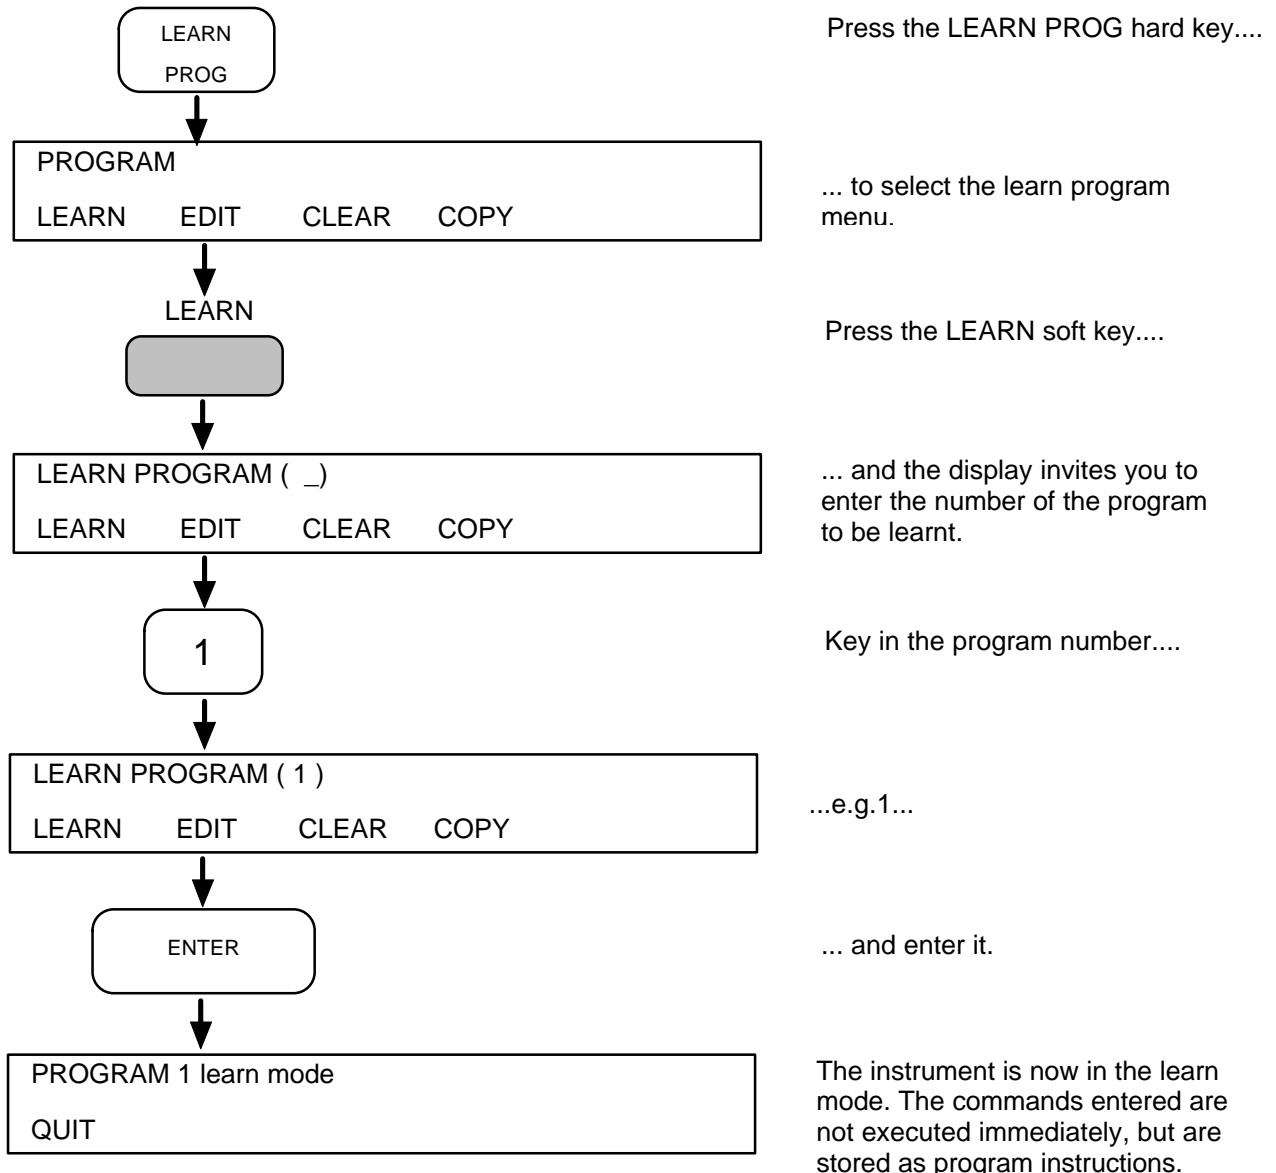 LEARN
PROG
Press the LEARN PROG hard key....
PROGRAM
LEARN EDIT CLEAR COPY
... to select the learn program
menu.
LEARN
Press the LEARN soft key....
LEARN PROGRAM ( _)
LEARN EDIT CLEAR COPY
... and the display invites you to
enter the number of the program
to be learnt.
1
Key in the program number....
LEARN PROGRAM ( 1 )
LEARN EDIT CLEAR COPY
...e.g.1...
ENTER
... and enter it.
PROGRAM 1 learn mode
QUIT
The instrument is now in the learn
mode. The commands entered are
not executed immediately, but are
stored as program instructions.